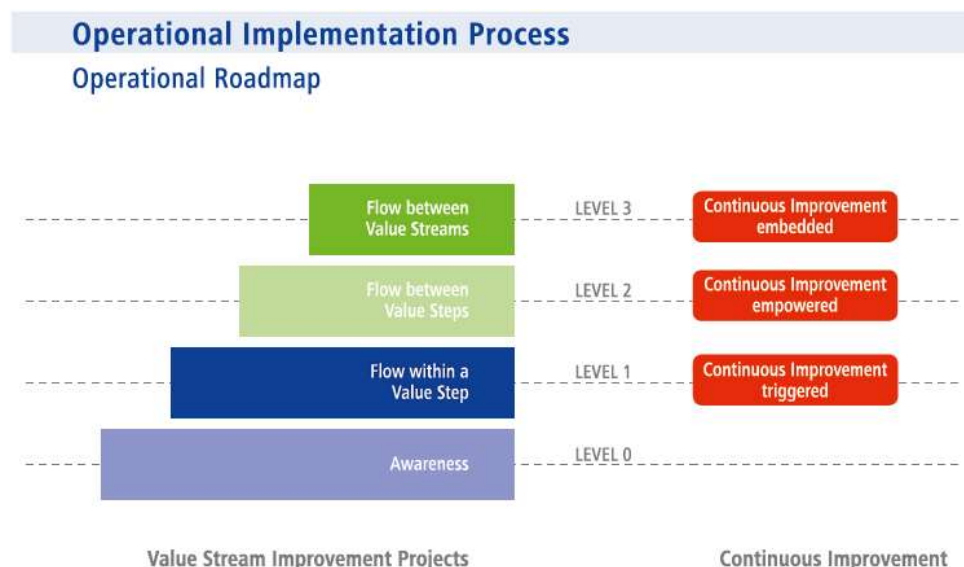 Operational Implementation Process
Operational Roadmap
Flow between
Value Streams
LEVEL 3
Continuous Improvement
embedded
Flow between
Value Steps
LEVEL 2
Continuous Improvement
empowered
Flow within a
Value Step
LEVEL 1
Continuous Improvement
triggered
Awareness
LEVEL 0
Value Stream Improvement Projects
Continuous Improvement